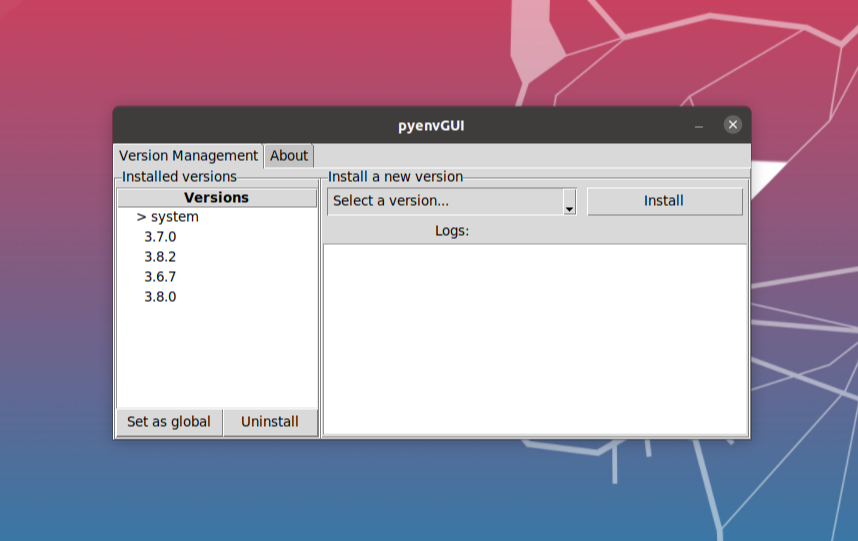 pyenvGUI
Version Management About
Installed versions
Versions
> system
3.7.0
3.8.2
3.6.7
3.8.0
Set as global Uninstall
Install a new version
Select a version... Install
Logs: